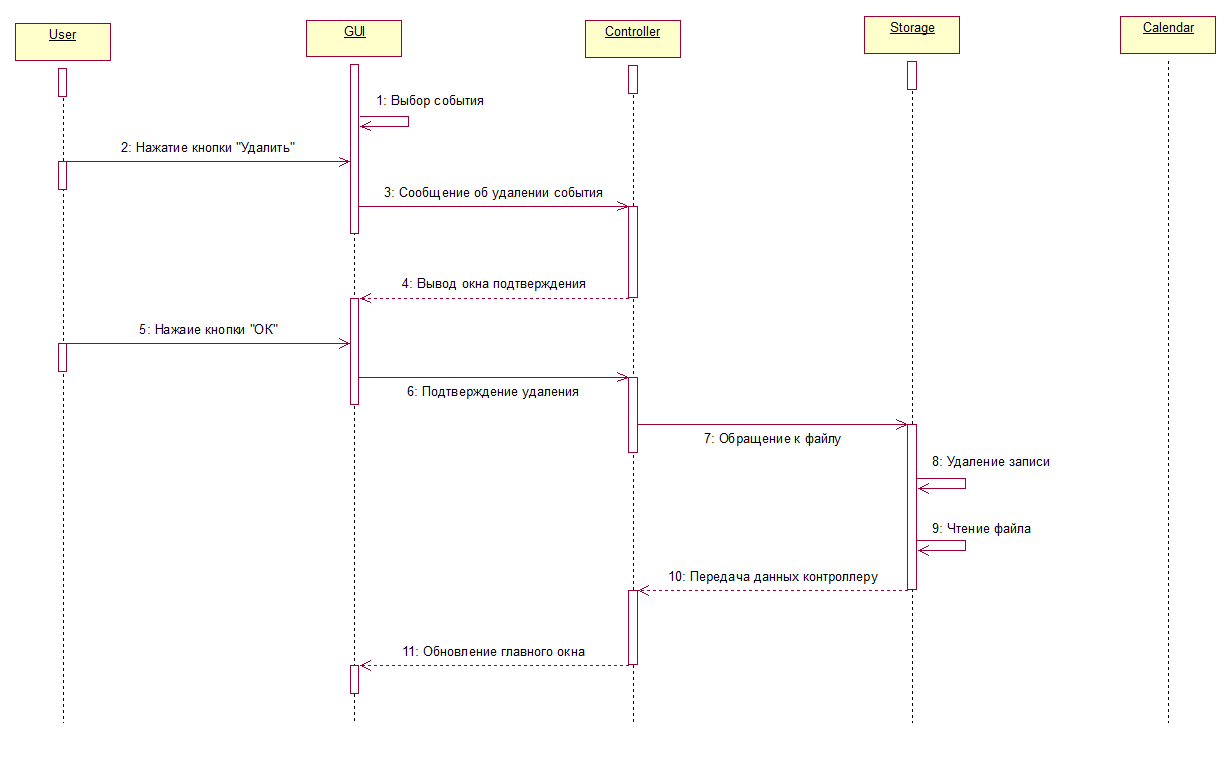 User
GUI
Controller
Storage
Calendar
1: Выбор события
2: Нажатие кнопки "Удалить"
3: Сообщение об удалении события
4: Вывод окна подтверждения
5: Нажаие кнопки "ОК"
6: Подтверждение удаления
7: Обращение к файлу
8: Удаление записи
9: Чтение файла
10: Передача данных контроллеру
11: Обновление главного окна